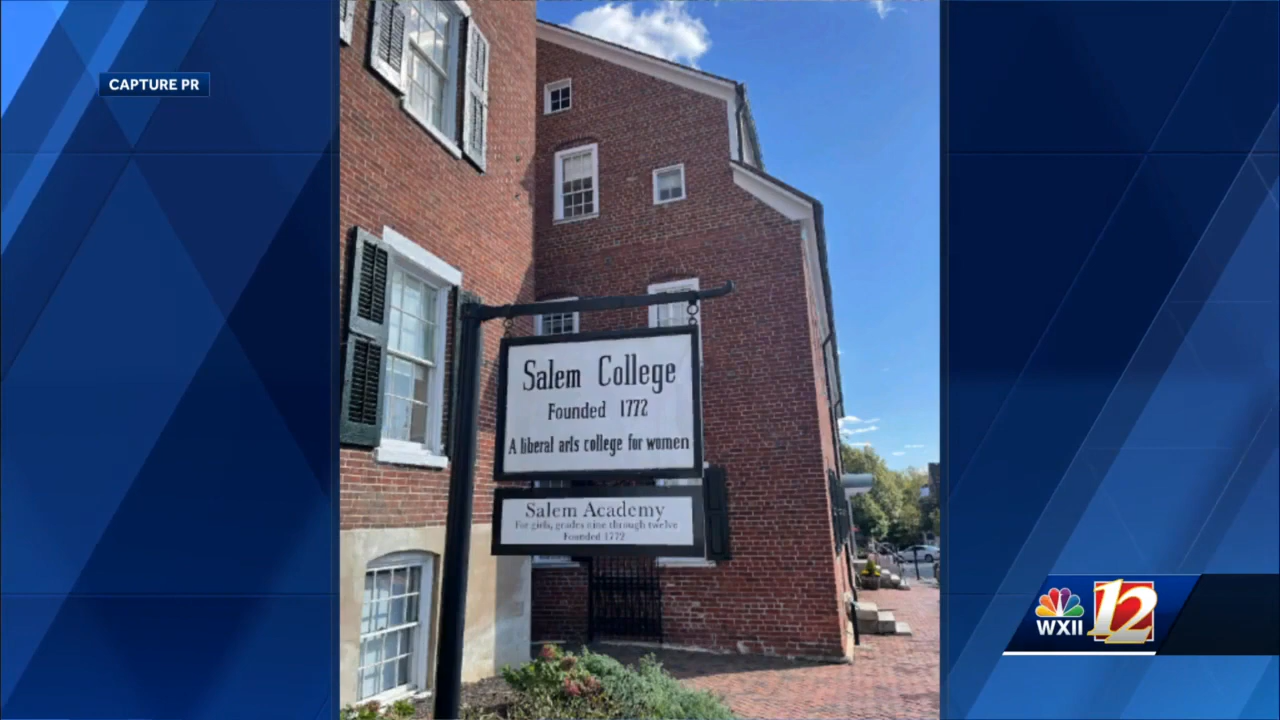 CAPTURE PR
Salem College
Founded 1772
A liberal arts college for women
Salem Academy
For girls, grades nine through twelve
Founded 1772
WXII 12